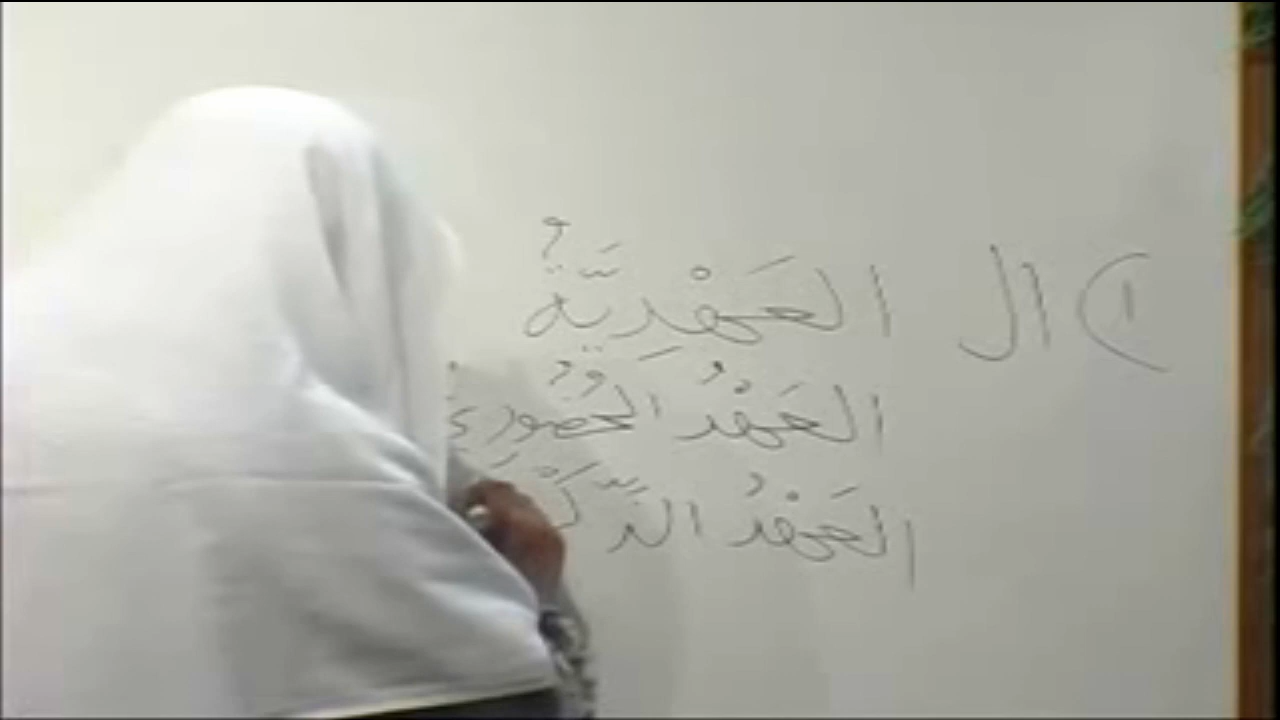 ١) ال العَهْدِيَّةُ
العَهْدُ الحُضُورِيُّ
العَهْدُ